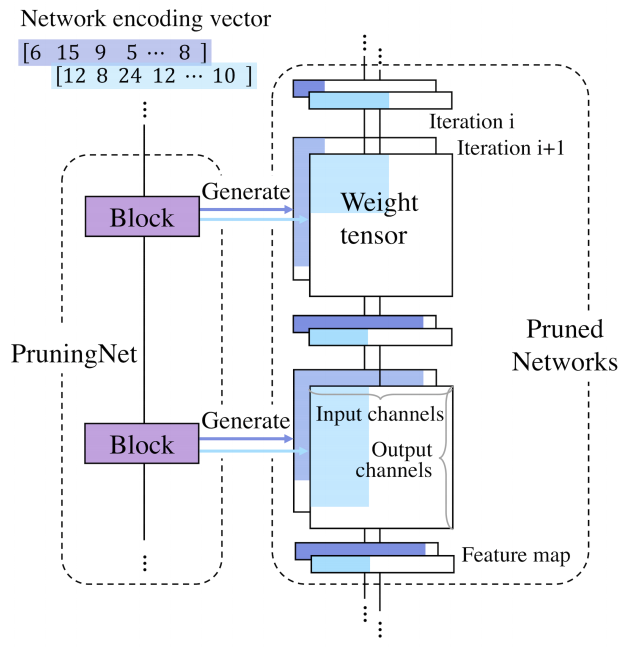 Network encoding vector
[6 15 9 5 ··· 8 ]
[12 8 24 12 ··· 10 ]
Iteration i
Iteration i+1
Generate
Block
Weight
tensor
PruningNet
Pruned
Networks
Generate
Block
Input channels
Output
channels
Feature map